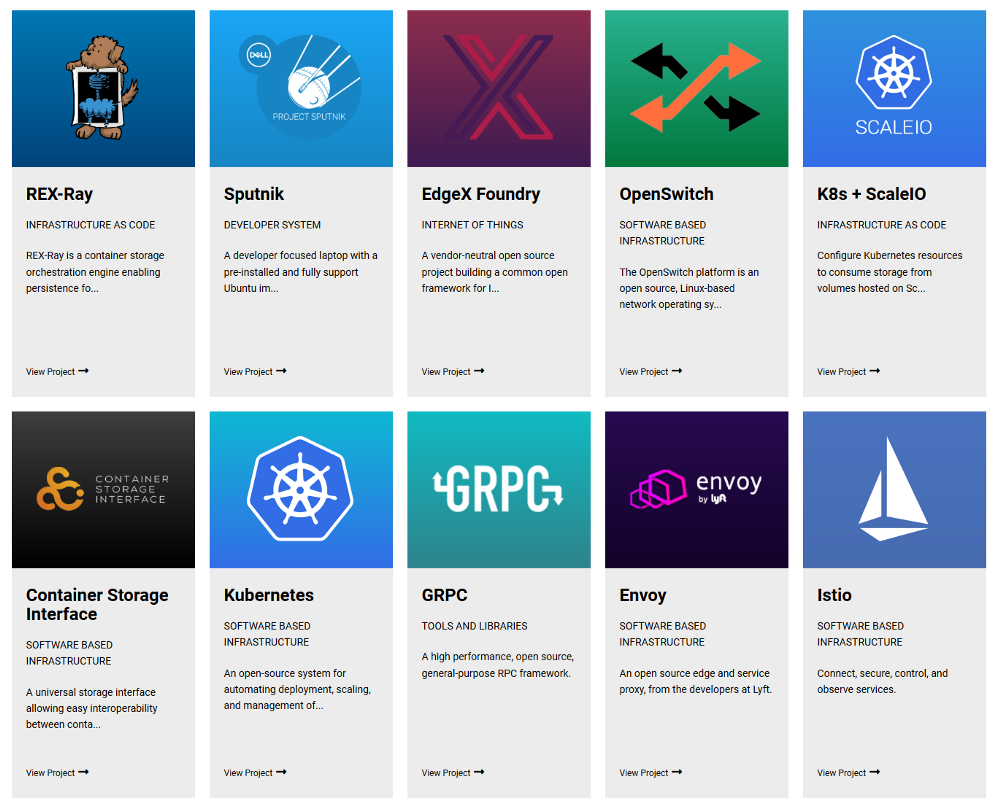 DELL
PROJECT SPUTNIK
SCALEIO
REX-Ray
INFRASTRUCTURE AS CODE
REX-Ray is a container storage
orchestration engine enabling
persistence fo...
View Project
Sputnik
DEVELOPER SYSTEM
A developer focused laptop with a
pre-installed and fully support
Ubuntu im...
View Project
EdgeX Foundry
INTERNET OF THINGS
A vendor-neutral open source
project building a common open
framework for I...
View Project
OpenSwitch
SOFTWARE BASED
INFRASTRUCTURE
The OpenSwitch platform is an
open source, Linux-based
network operating sy...
View Project
K8s + ScaleIO
INFRASTRUCTURE AS CODE
Configure Kubernetes resources
to consume storage from
volumes hosted on Sc...
View Project
CONTAINER
STORAGE
INTERFACE
GRPC
envoy
by lyft
Container Storage
Interface
SOFTWARE BASED
INFRASTRUCTURE
A universal storage interface
allowing easy interoperability
between conta...
View Project
Kubernetes
SOFTWARE BASED
INFRASTRUCTURE
An open-source system for
automating deployment, scaling,
and management of...
View Project
GRPC
TOOLS AND LIBRARIES
A high performance, open source,
general-purpose RPC framework.
View Project
Envoy
SOFTWARE BASED
INFRASTRUCTURE
An open source edge and service
proxy, from the developers at Lyft.
View Project
Istio
SOFTWARE BASED
INFRASTRUCTURE
Connect, secure, control, and
observe services.
View Project